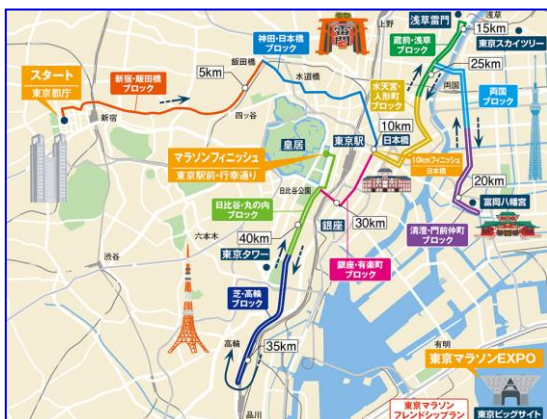 上野
浅草雷門
浅草
15km
東京スカイツリー
神田・日本橋
ブロック
蔵前・浅草
ブロック
スタート
東京都庁
新宿・飯田橋
ブロック
5km
飯田橋
水道橋
25km
両国
両国
ブロック
水天宮・
人形町
ブロック
新宿
四ツ谷
皇居
東京駅
10km
日本橋
10kmフィニッシュ
日本橋
マラソンフィニッシュ
東京駅前・行幸通り
20km
富岡八幡宮
日比谷公園
日比谷・丸の内
ブロック
銀座
30km
清澄・門前仲町
ブロック
六本木
40km
東京タワー
銀座・有楽町
ブロック
渋谷
芝・高輪
ブロック
高輪
35km
有明
東京マラソンEXPO
東京マラソン
フレンドシップラン
東京ビッグサイト
品川